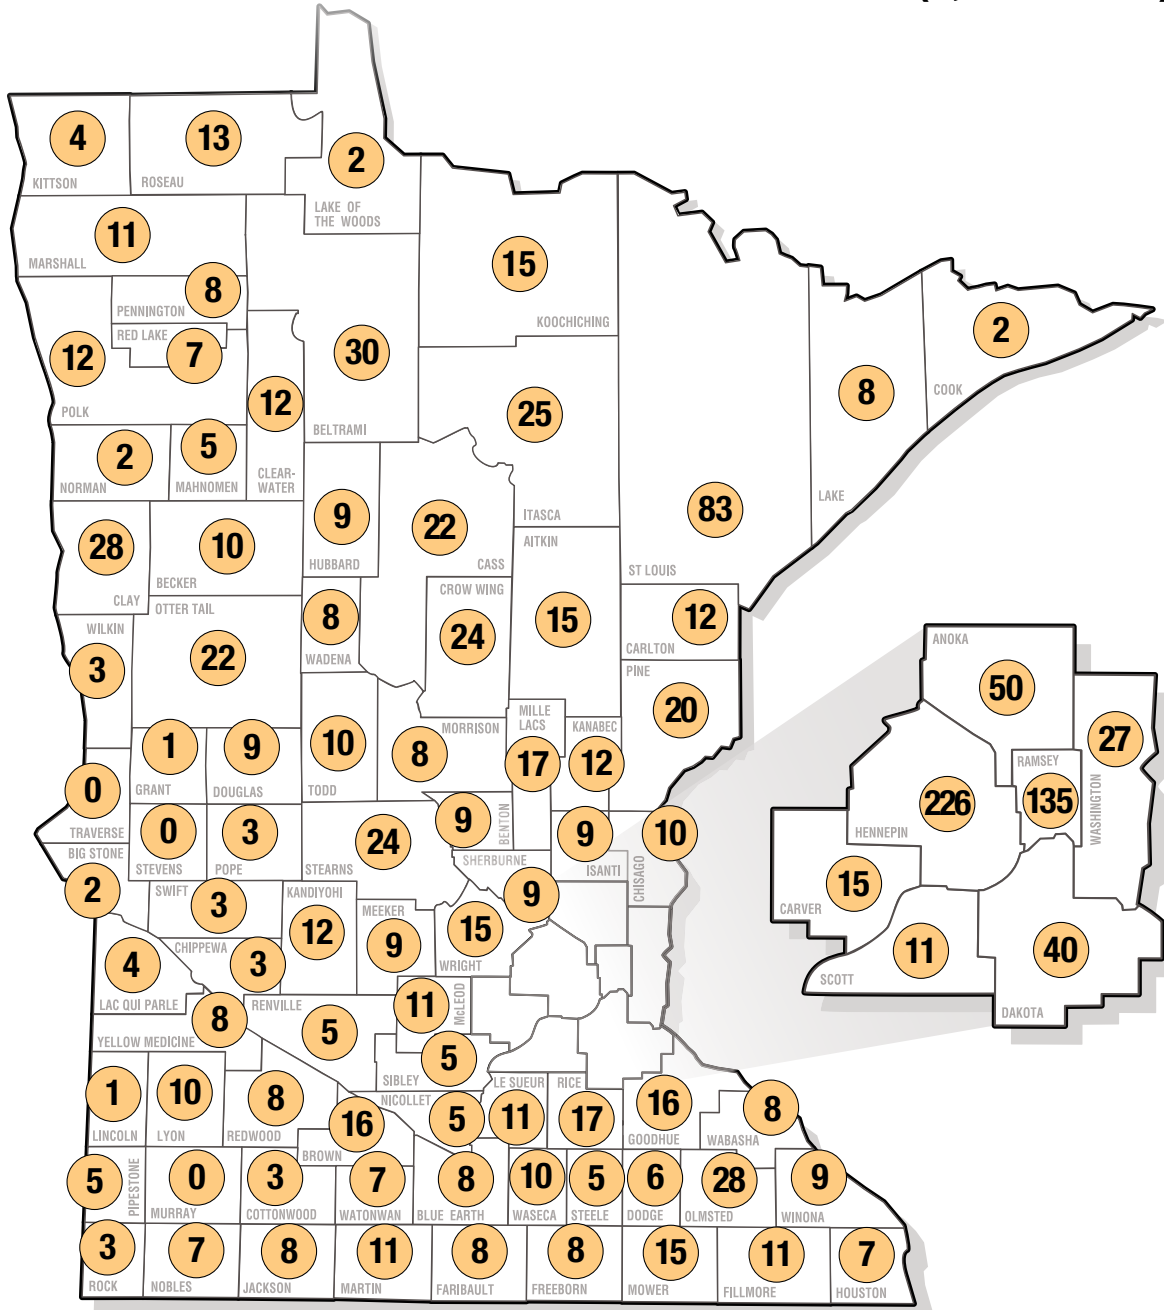 4
13
2
KITTSON
ROSEAU
LAKE OF
THE WOODS
11
15
MARSHALL
8
PENNINGTON
KOOCHICHING
RED LAKE
7
12
30
2
8
COOK
12
25
POLK
BELTRAMI
5
2
CLEAR-
WATER
NORMAN
MAHNOMEN
LAKE
9
22
ITASCA
83
28
10
AITKIN
HUBBARD
CASS
ST LOUIS
BECKER
CLAY
CROW WING
OTTER TAIL
8
15
12
WILKIN
24
CARLTON
ANOKA
22
WADENA
3
PINE
50
20
MILLE
LACS
MORRISON
KANABEC
1
9
10
8
17
12
27
RAMSEY
GRANT
DOUGLAS
TODD
0
226
135
WASHINGTON
TRAVERSE
0
3
24
9
BENTON
9
10
HENNEPIN
BIG STONE
STEVENS
POPE
STEARNS
SHERBURNE
ISANTI
CHISAGO
2
SWIFT
3
KANDIYOHI
9
15
MEEKER
CARVER
12
15
CHIPPEWA
9
11
40
4
3
WRIGHT
SCOTT
LAC QUI PARLE
RENVILLE
11
McLEOD
DAKOTA
8
5
YELLOW MEDICINE
5
SIBLEY
1
10
8
NICOLLET
5
LE SUEUR
11
RICE
17
16
8
LINCOLN
LYON
REDWOOD
16
GOODHUE
WABASHA
BROWN
5
PIPESTONE
0
3
7
8
10
5
6
28
9
MURRAY
COTTONWOOD
WATONWAN
BLUE EARTH
WASECA
STEELE
DODGE
OLMSTED
WINONA
3
7
8
11
8
8
15
11
7
ROCK
NOBLES
JACKSON
MARTIN
FARIBAULT
FREEBORN
MOWER
FILLMORE
HOUSTON